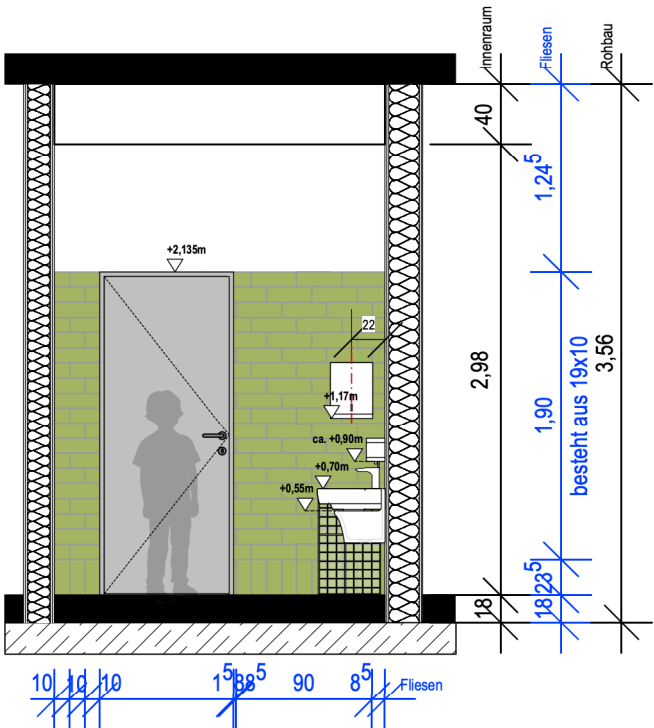 Innenraum
Fliesen
Rohbau
40
1,24⁵
+2,135m
22
2,98
1,90
besteht aus 19x10
3,56
+1,17m
ca. +0,90m
+0,70m
+0,55m
23⁵
18
18
10 10 10 1⁵ 90 8⁵ Fliesen